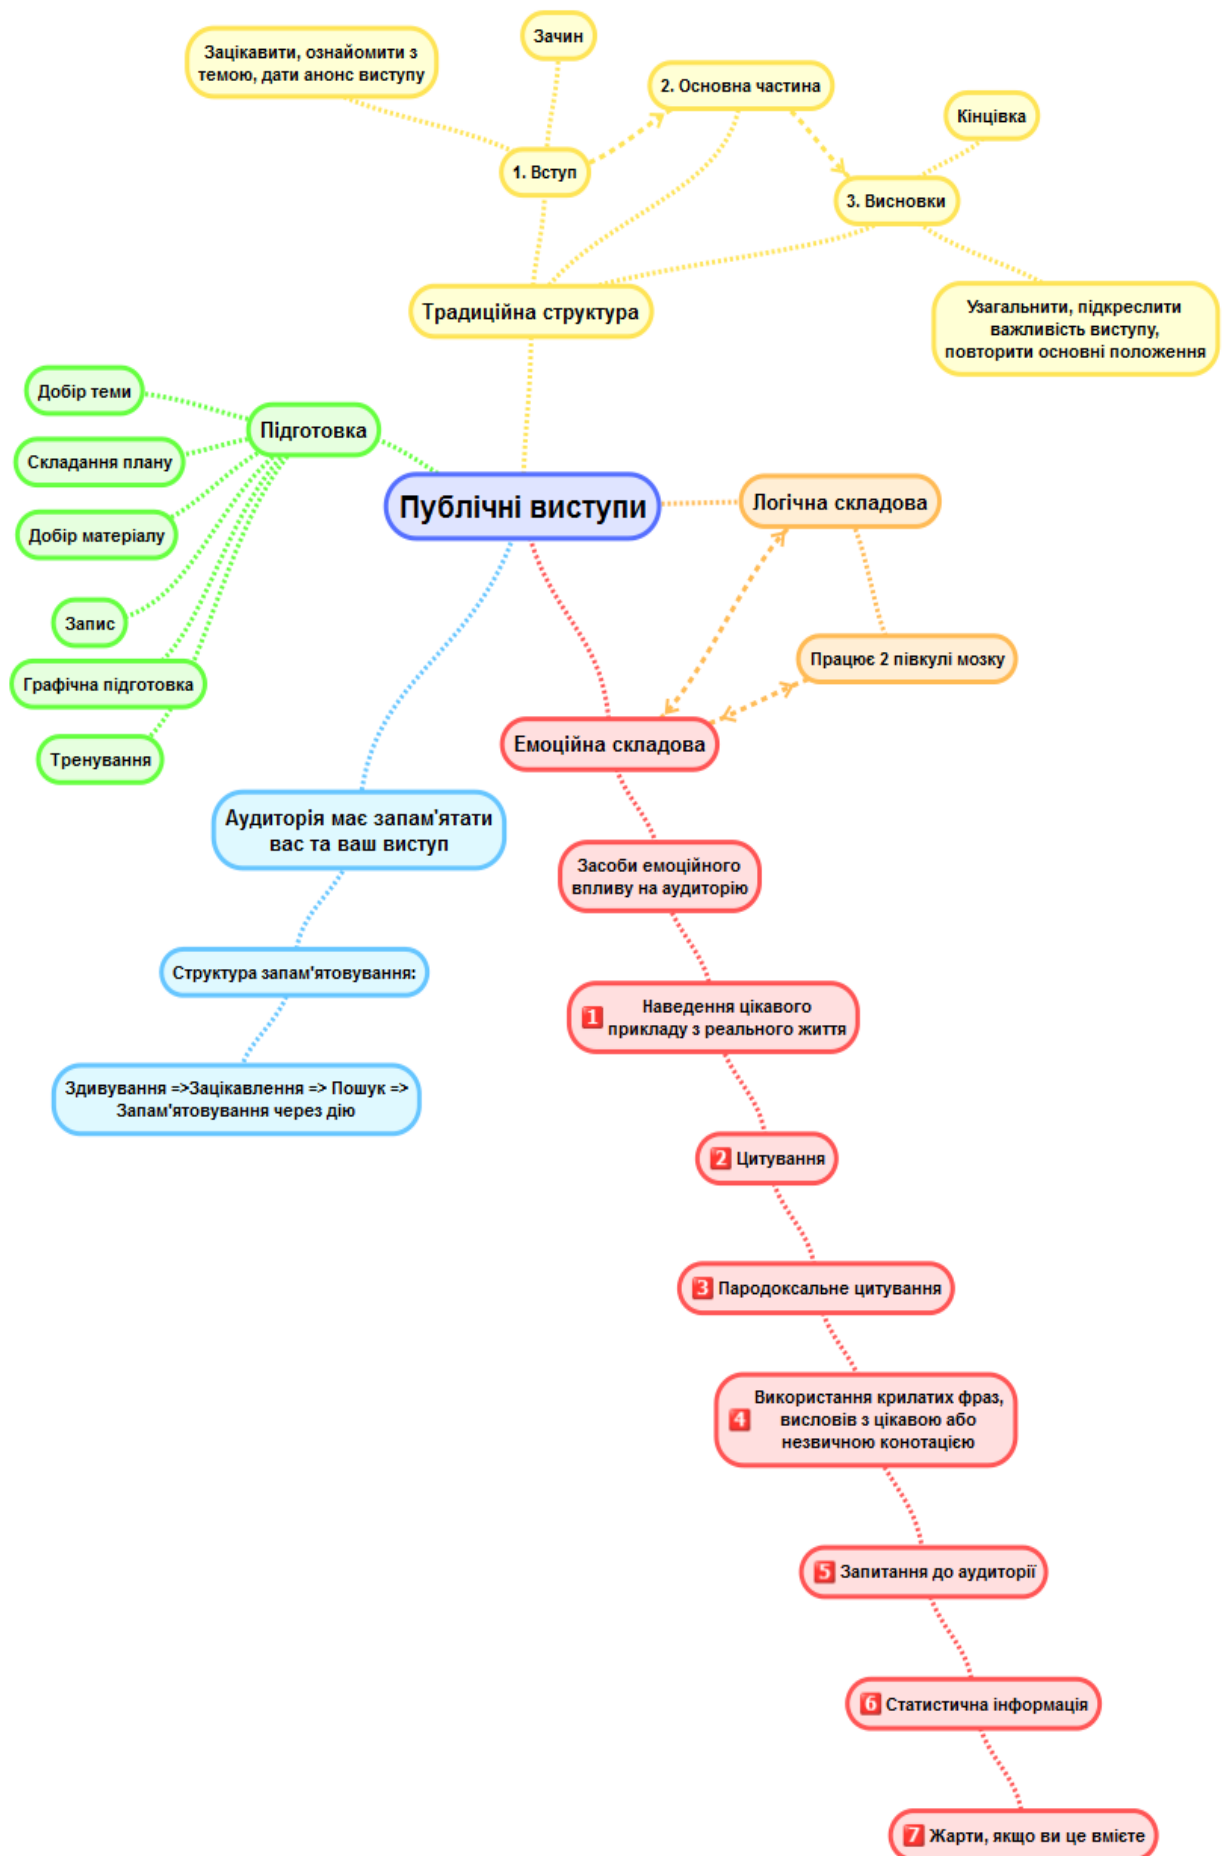 Зачин
Зацікавити, ознайомити з
темою, дати анонс виступу
2. Основна частина
Кінцівка
1. Вступ
3. Висновки
Традиційна структура
Узагальнити, підкреслити
важливість виступу,
повторити основні положення
Добір теми
Підготовка
Складання плану
Добір матеріалу
Запис
Графічна підготовка
Тренування
Публічні виступи
Логічна складова
Працює 2 півкулі мозку
Емоційна складова
Аудиторія має запам'ятати
вас та ваш виступ
Структура запам'ятовування:
Здивування =>Зацікавлення => Пошук =>
Запам'ятовування через дію
Засоби емоційного
впливу на аудиторію
1 Наведення цікавого
прикладу з реального життя
2 Цитування
3 Пародоксальне цитування
4 Використання крилатих фраз,
висловів з цікавою або
незвичною конотацією
5 Запитання до аудиторії
6 Статистична інформація
7 Жарти, якщо ви це вмієте